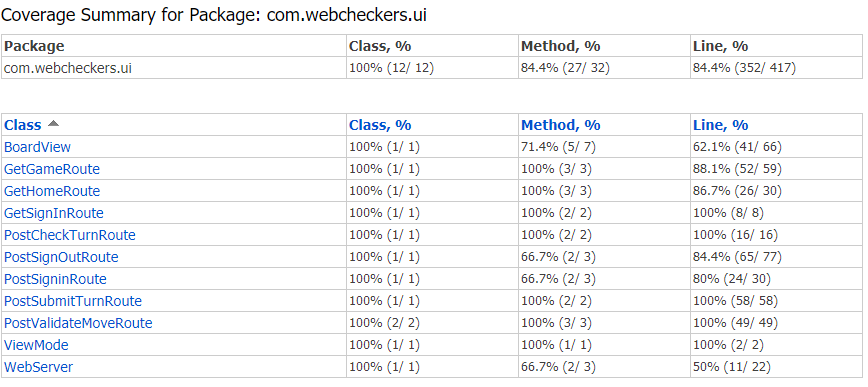 Coverage Summary for Package: com.webcheckers.ui
Package Class, % Method, % Line, %
com.webcheckers.ui 100% (12/ 12) 84.4% (27/ 32) 84.4% (352/ 417)
Class Class, % Method, % Line, %
BoardView 100% (1/ 1) 71.4% (5/ 7) 62.1% (41/ 66)
GetGameRoute 100% (1/ 1) 100% (3/ 3) 88.1% (52/ 59)
GetHomeRoute 100% (1/ 1) 100% (3/ 3) 86.7% (26/ 30)
GetSignInRoute 100% (1/ 1) 100% (2/ 2) 100% (8/ 8)
PostCheckTurnRoute 100% (1/ 1) 100% (2/ 2) 100% (16/ 16)
PostSignOutRoute 100% (1/ 1) 66.7% (2/ 3) 84.4% (65/ 77)
PostSigninRoute 100% (1/ 1) 66.7% (2/ 3) 80% (24/ 30)
PostSubmitTurnRoute 100% (1/ 1) 100% (2/ 2) 100% (58/ 58)
PostValidateMoveRoute 100% (2/ 2) 100% (3/ 3) 100% (49/ 49)
ViewMode 100% (1/ 1) 100% (1/ 1) 100% (2/ 2)
WebServer 100% (1/ 1) 66.7% (2/ 3) 50% (11/ 22)